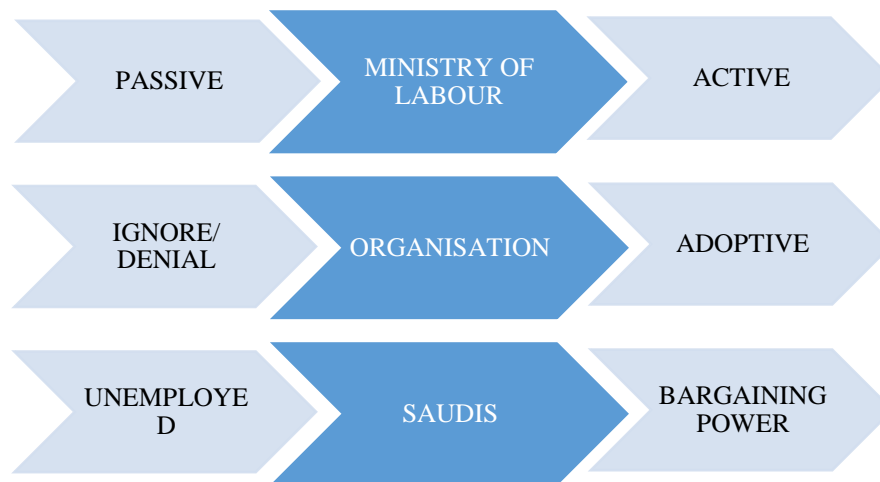 PASSIVE
MINISTRY OF
LABOUR
ACTIVE
IGNORE/
DENIAL
ORGANISATION
ADOPTIVE
UNEMPLOYE
D
SAUDIS
BARGAINING
POWER